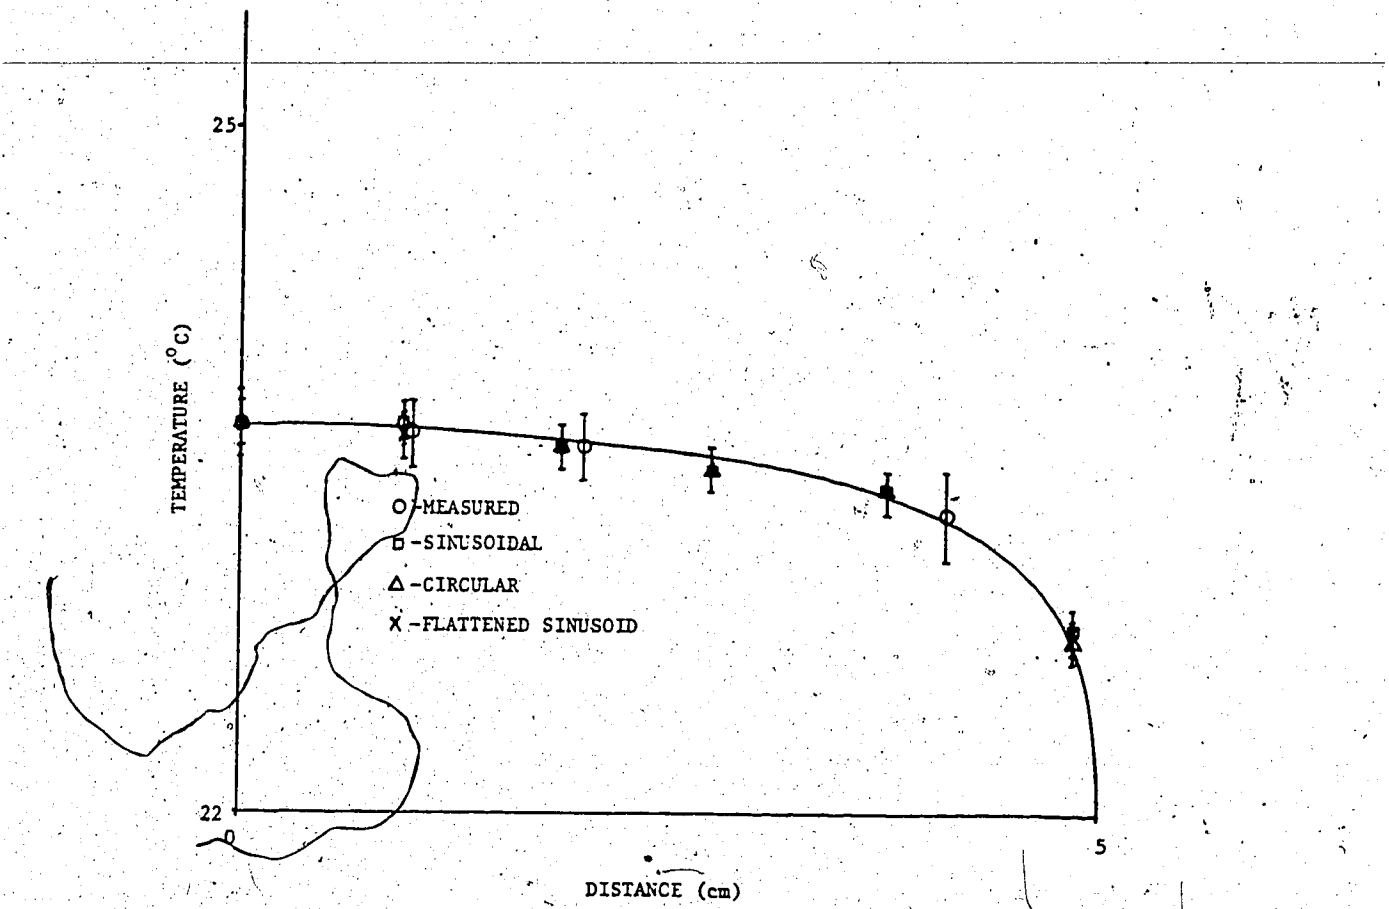 25
TEMPERATURE (°C)
O-MEASURED
□-SINUSOIDAL
△-CIRCULAR
X-FLATTENED SINUSOID
22
0
5
DISTANCE (cm)